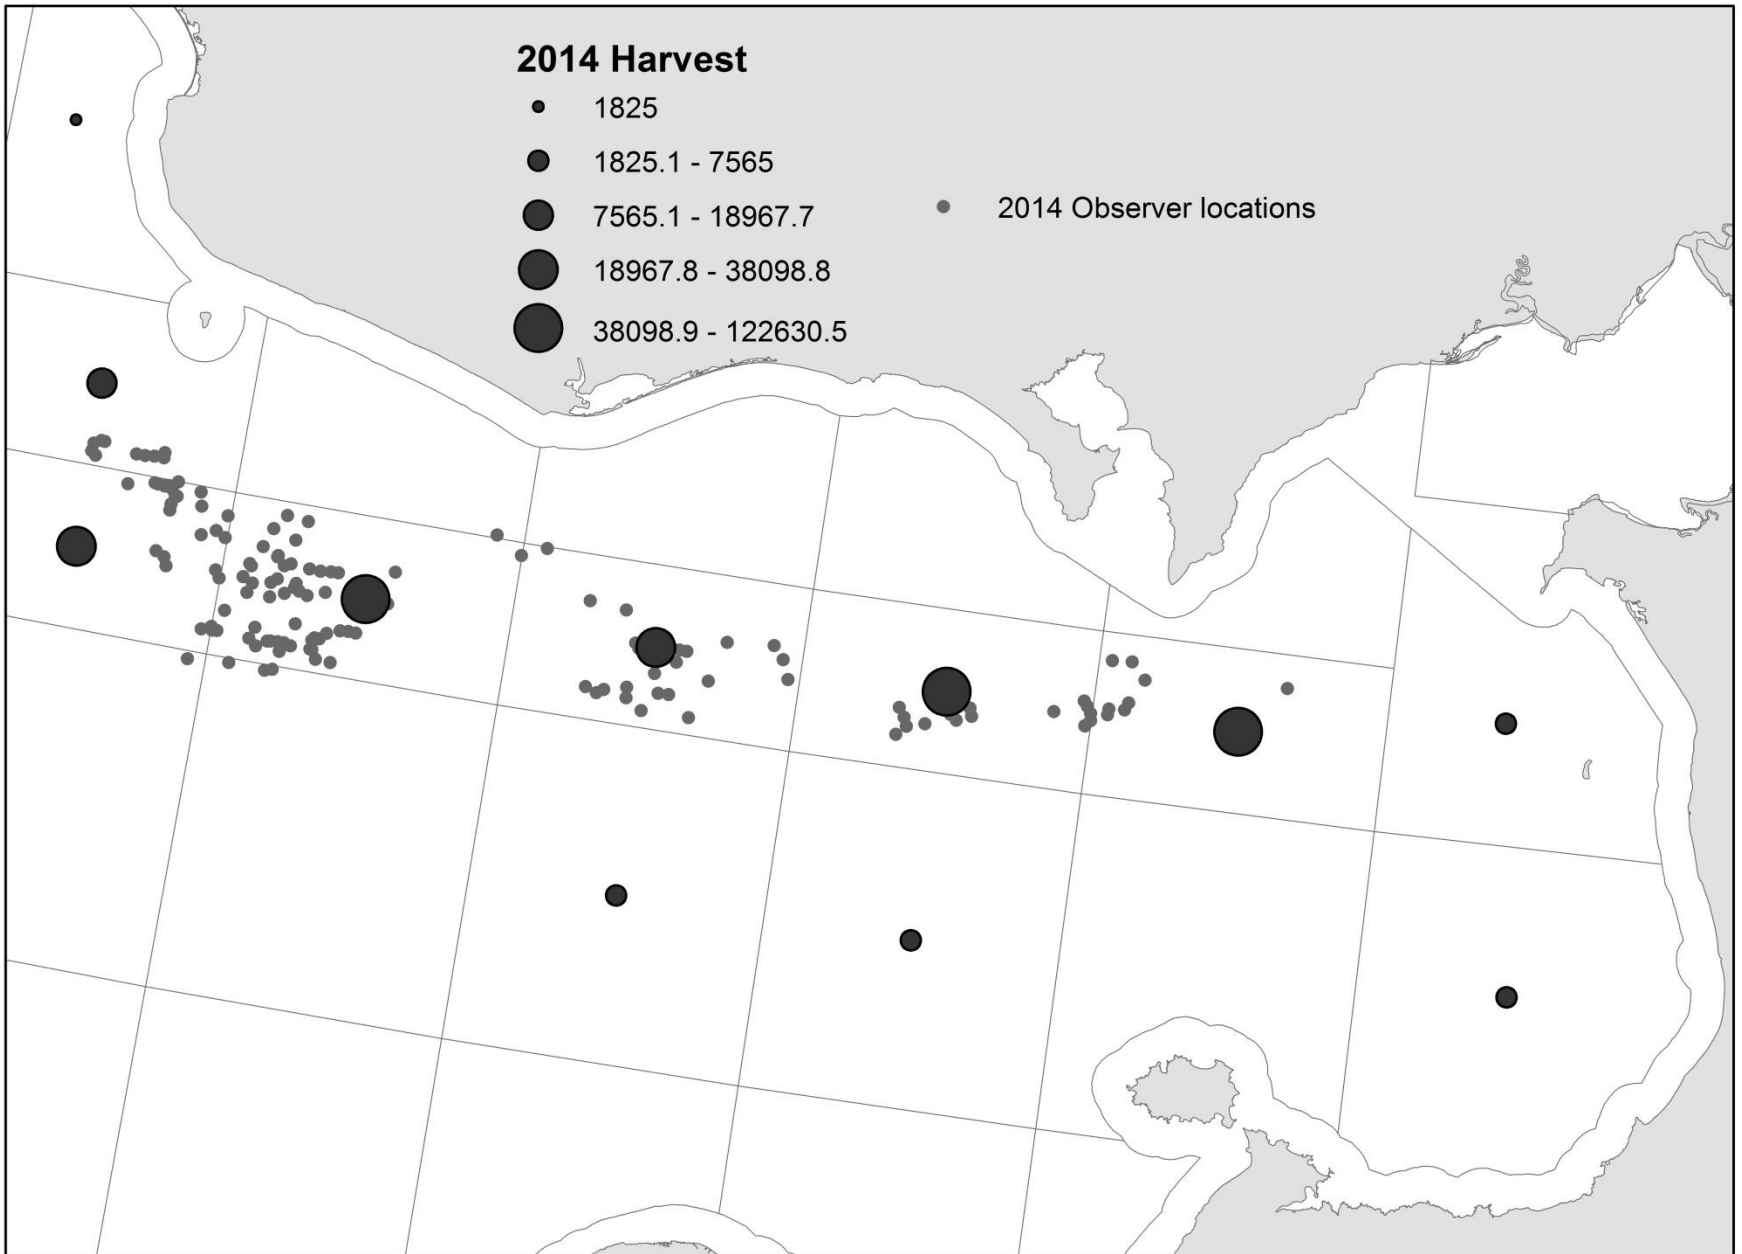 2014 Harvest
1825
1825.1 - 7565
7565.1 - 18967.7
18967.8 - 38098.8
38098.9 - 122630.5
2014 Observer locations